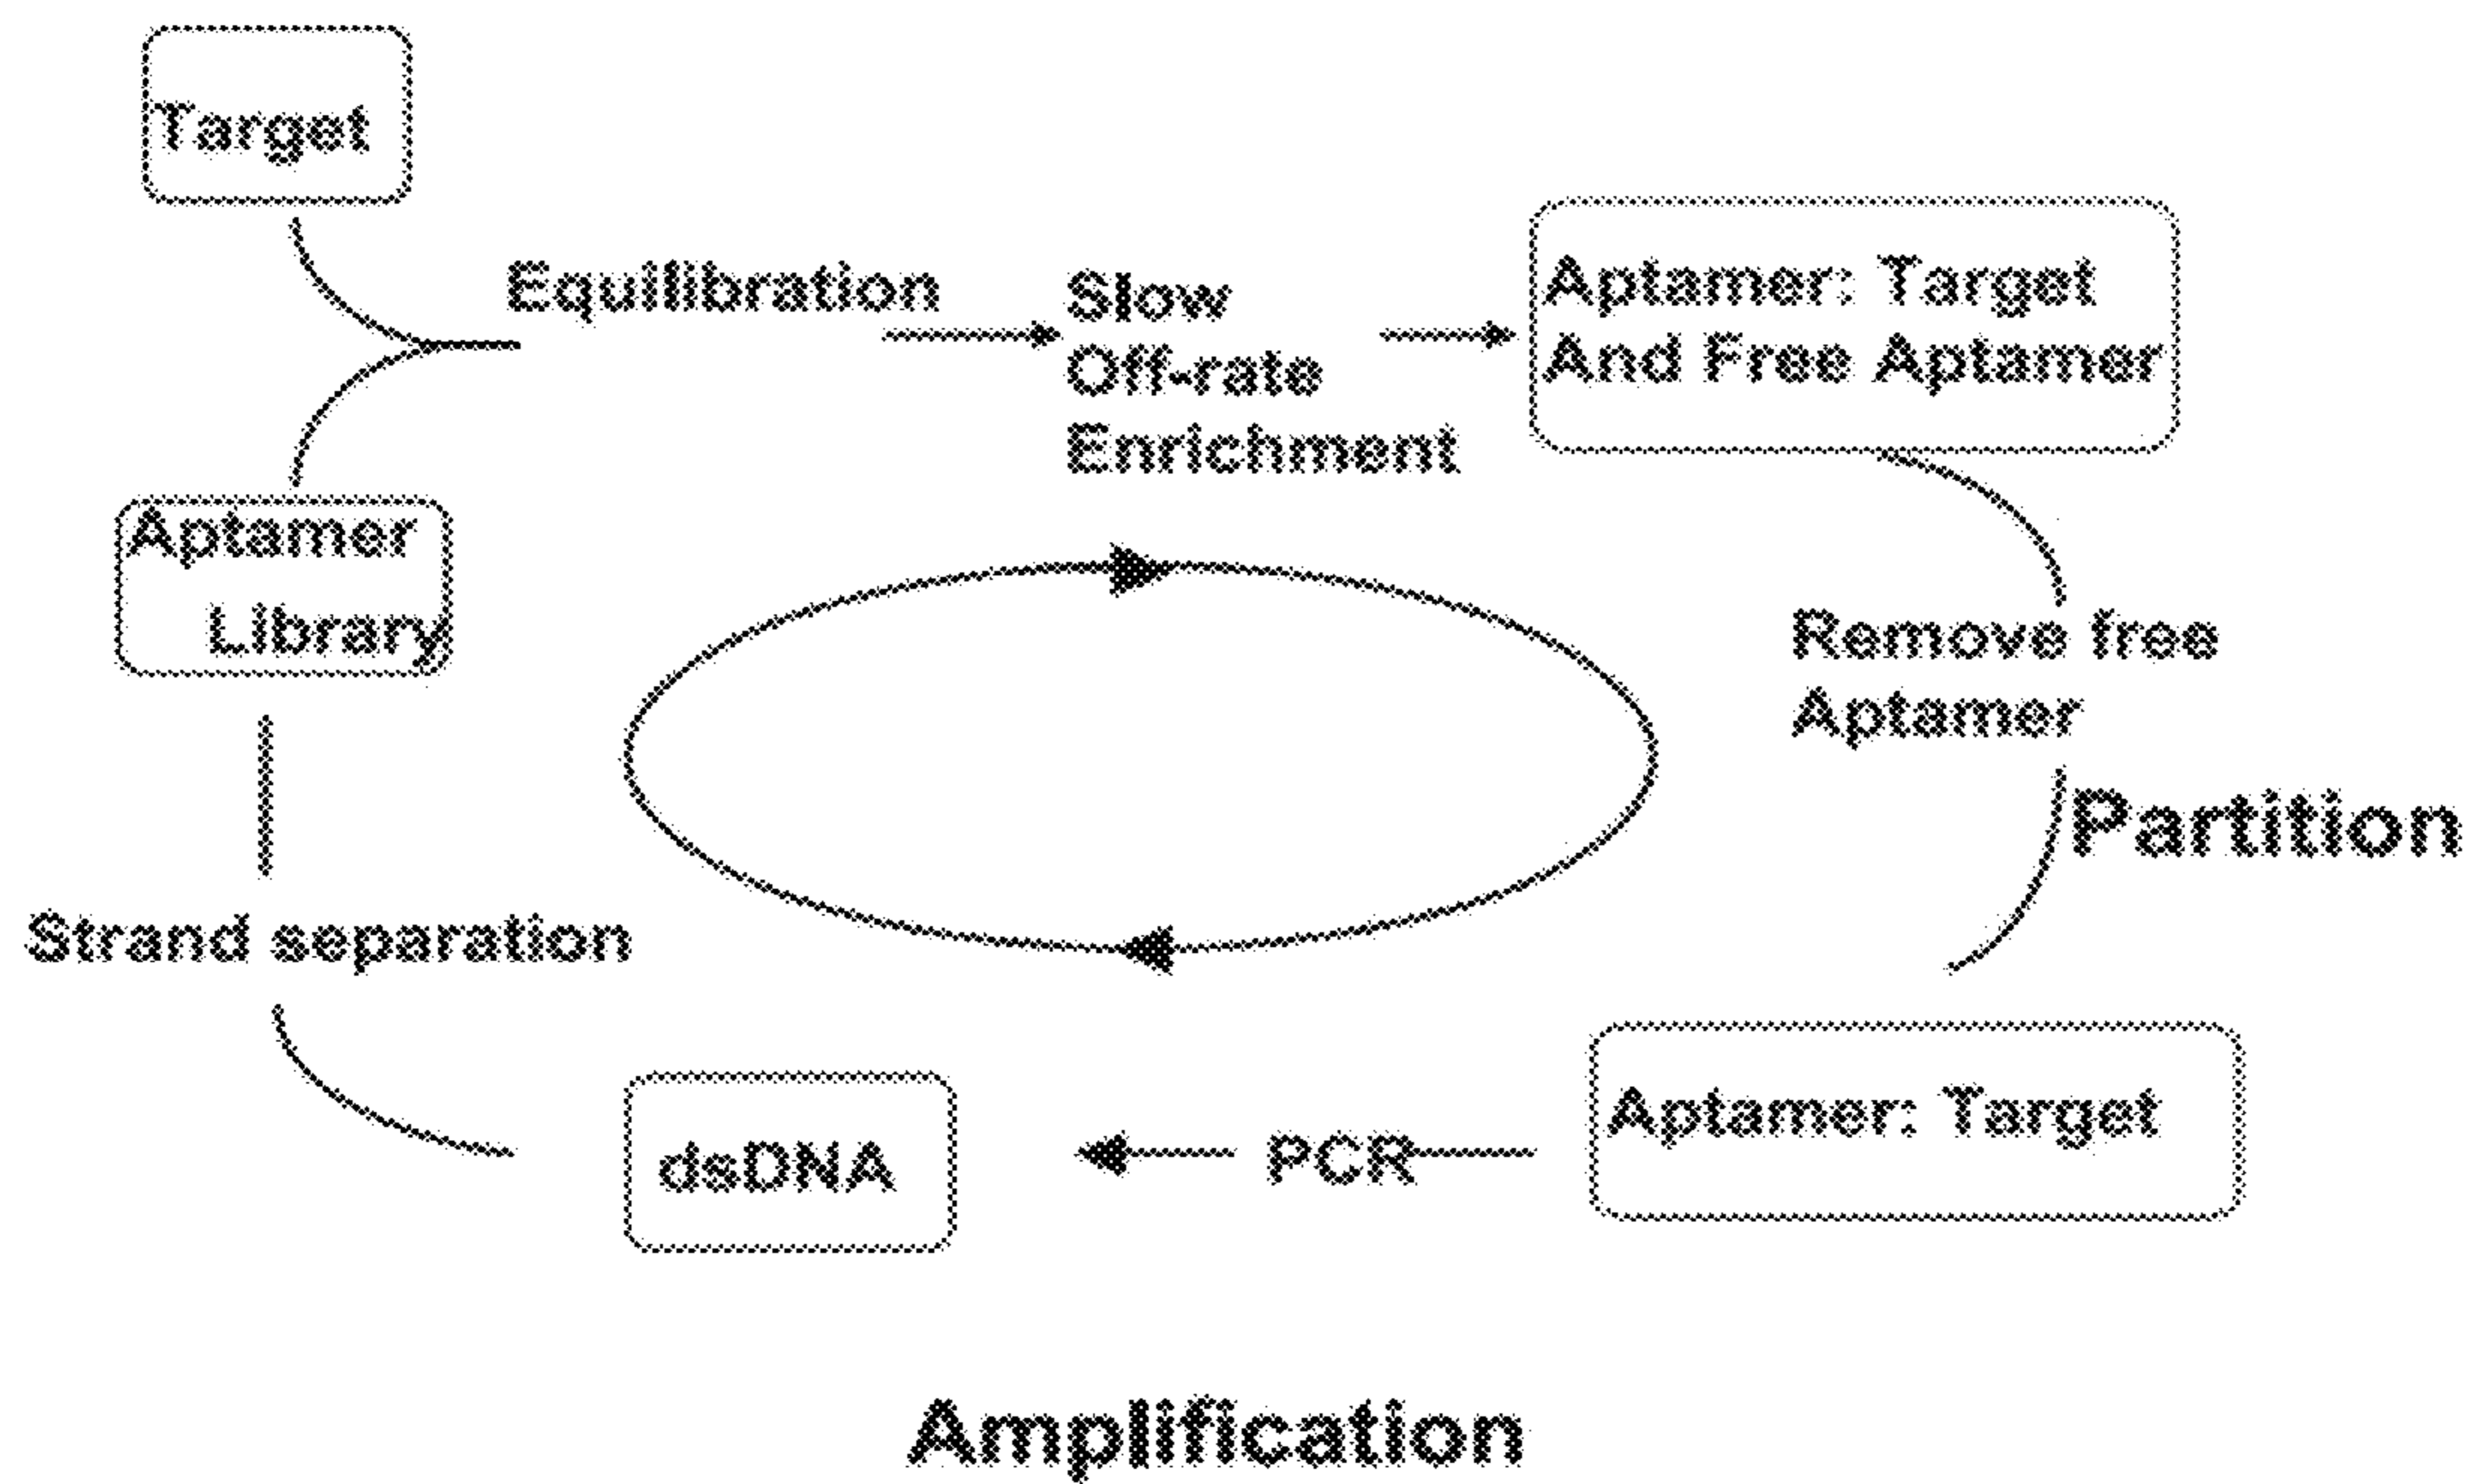 Target
Equilibration
Slow
Off-rate
Enrichment
Aptamer: Target
And Free Aptamer
Aptamer
Library
Remove free
Aptamer
Partition
Strand separation
dsDNA
PCR
Aptamer: Target
Amplification